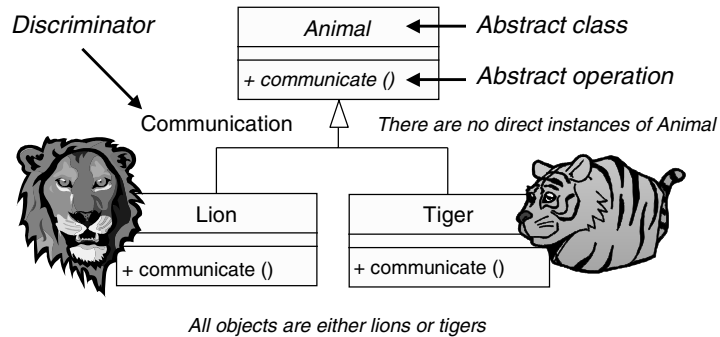 Discriminator
Animal
Abstract class
+ communicate ()
Abstract operation
Communication
There are no direct instances of Animal
Lion
Tiger
+ communicate ()
+ communicate ()
All objects are either lions or tigers